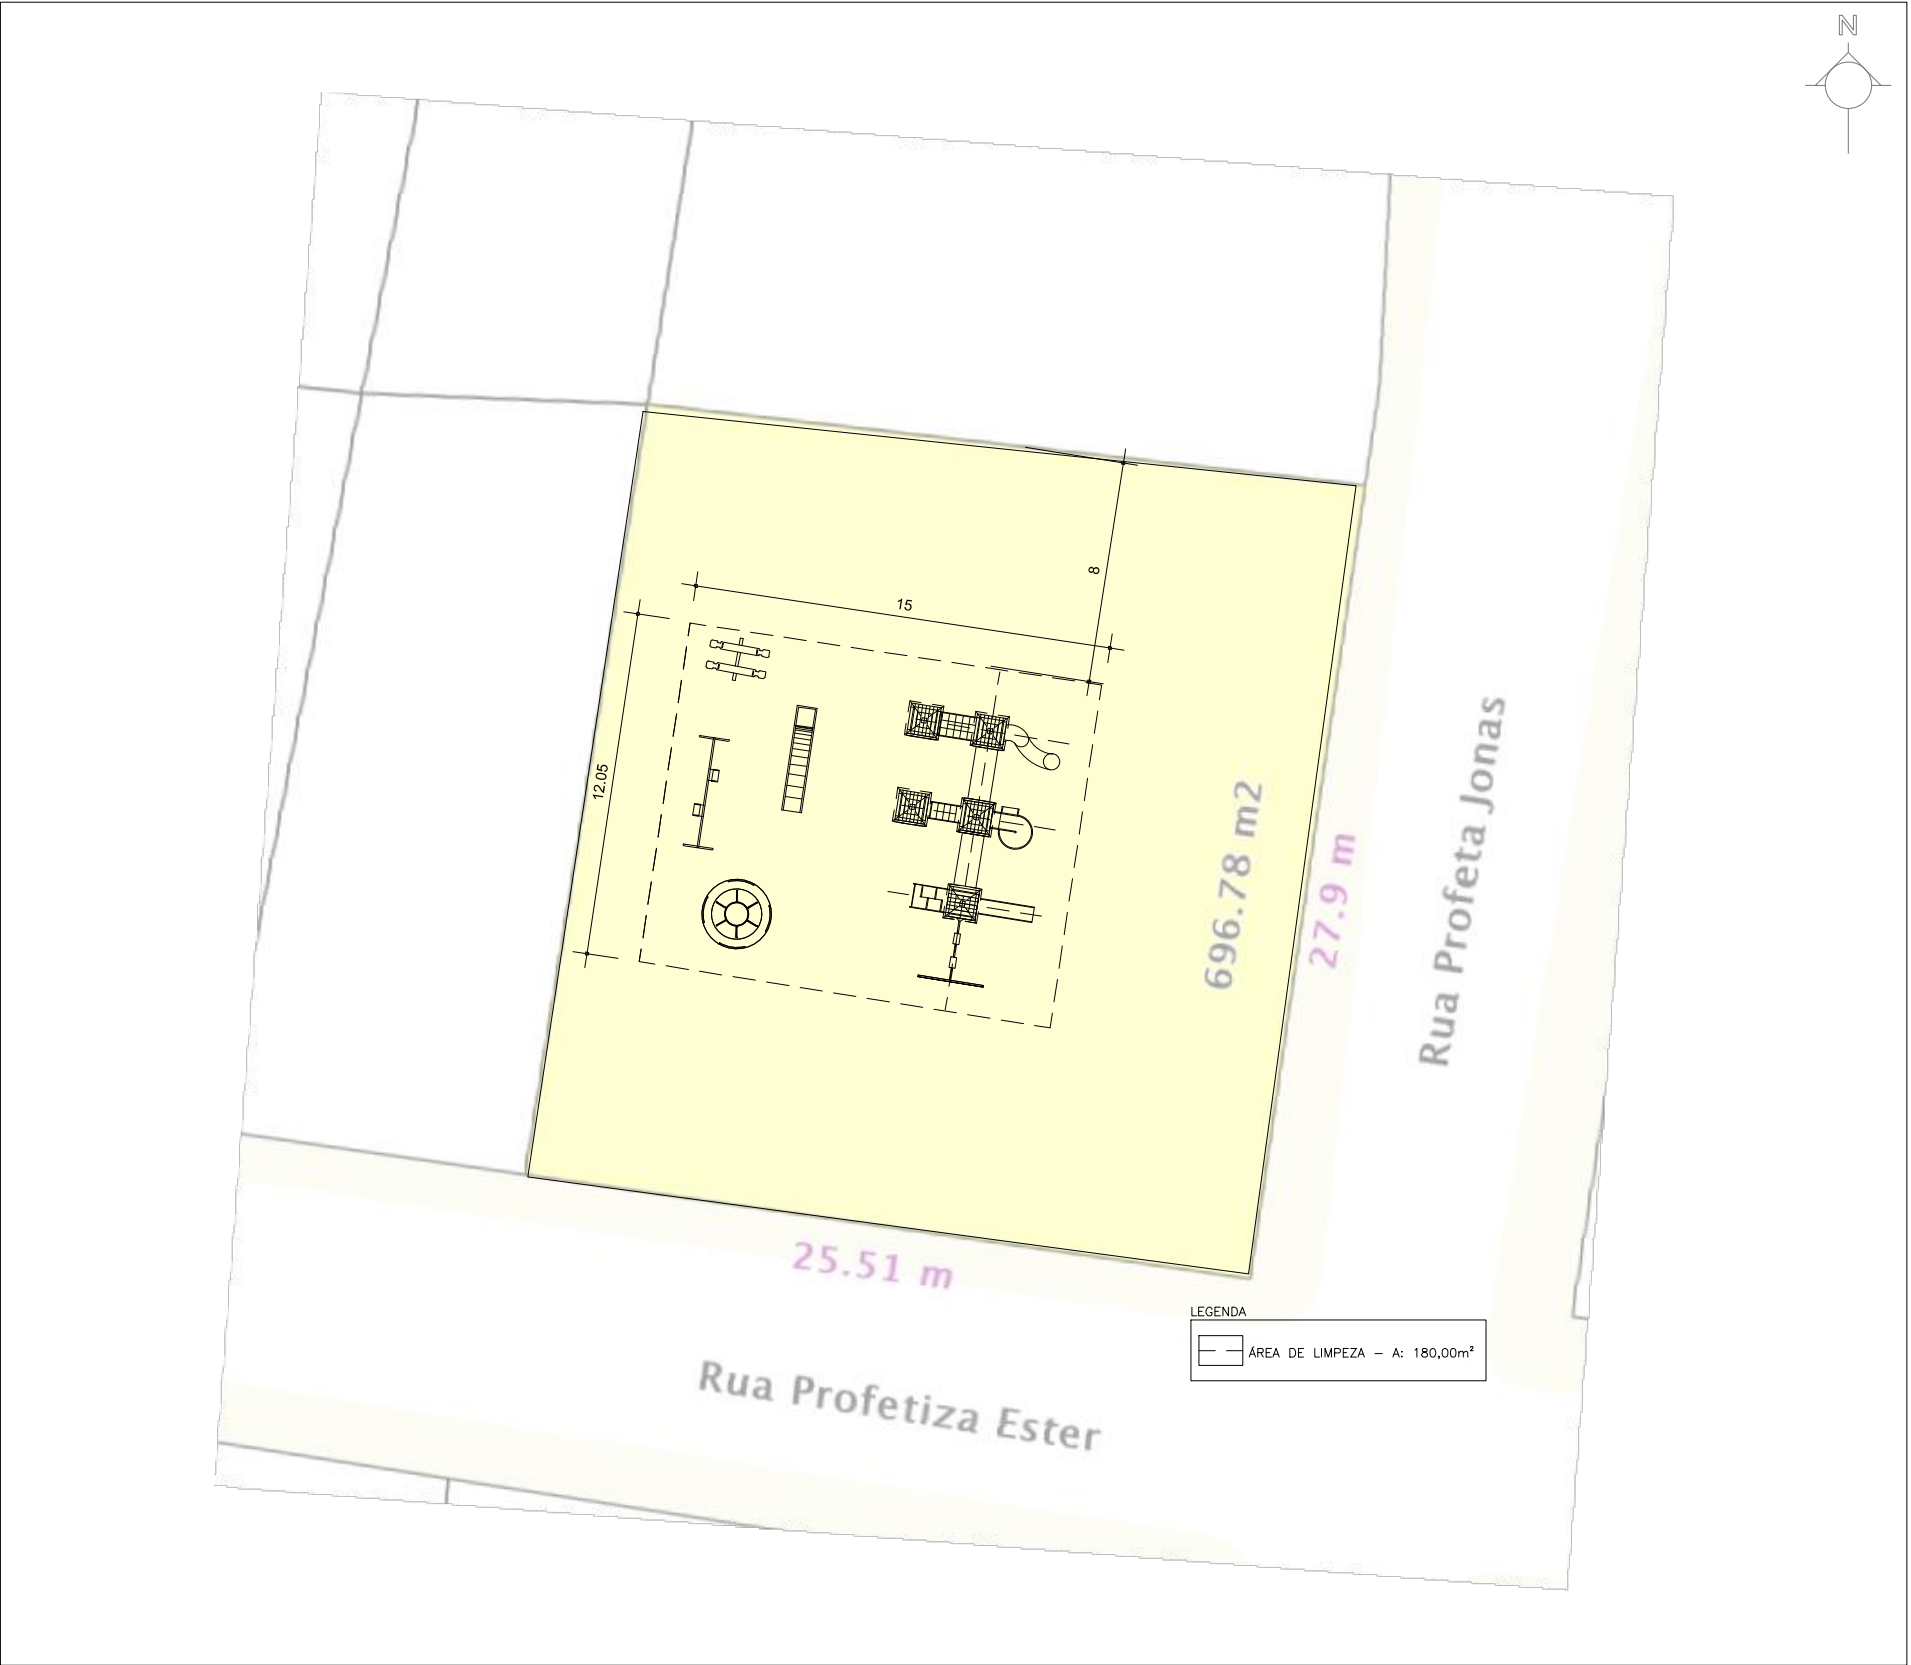 N
8
15
12.05
696.78 m2
27.9 m
Rua Profeta Jonas
25.51 m
LEGENDA
ÁREA DE LIMPEZA – A: 180,00m²
Rua Profetiza Ester